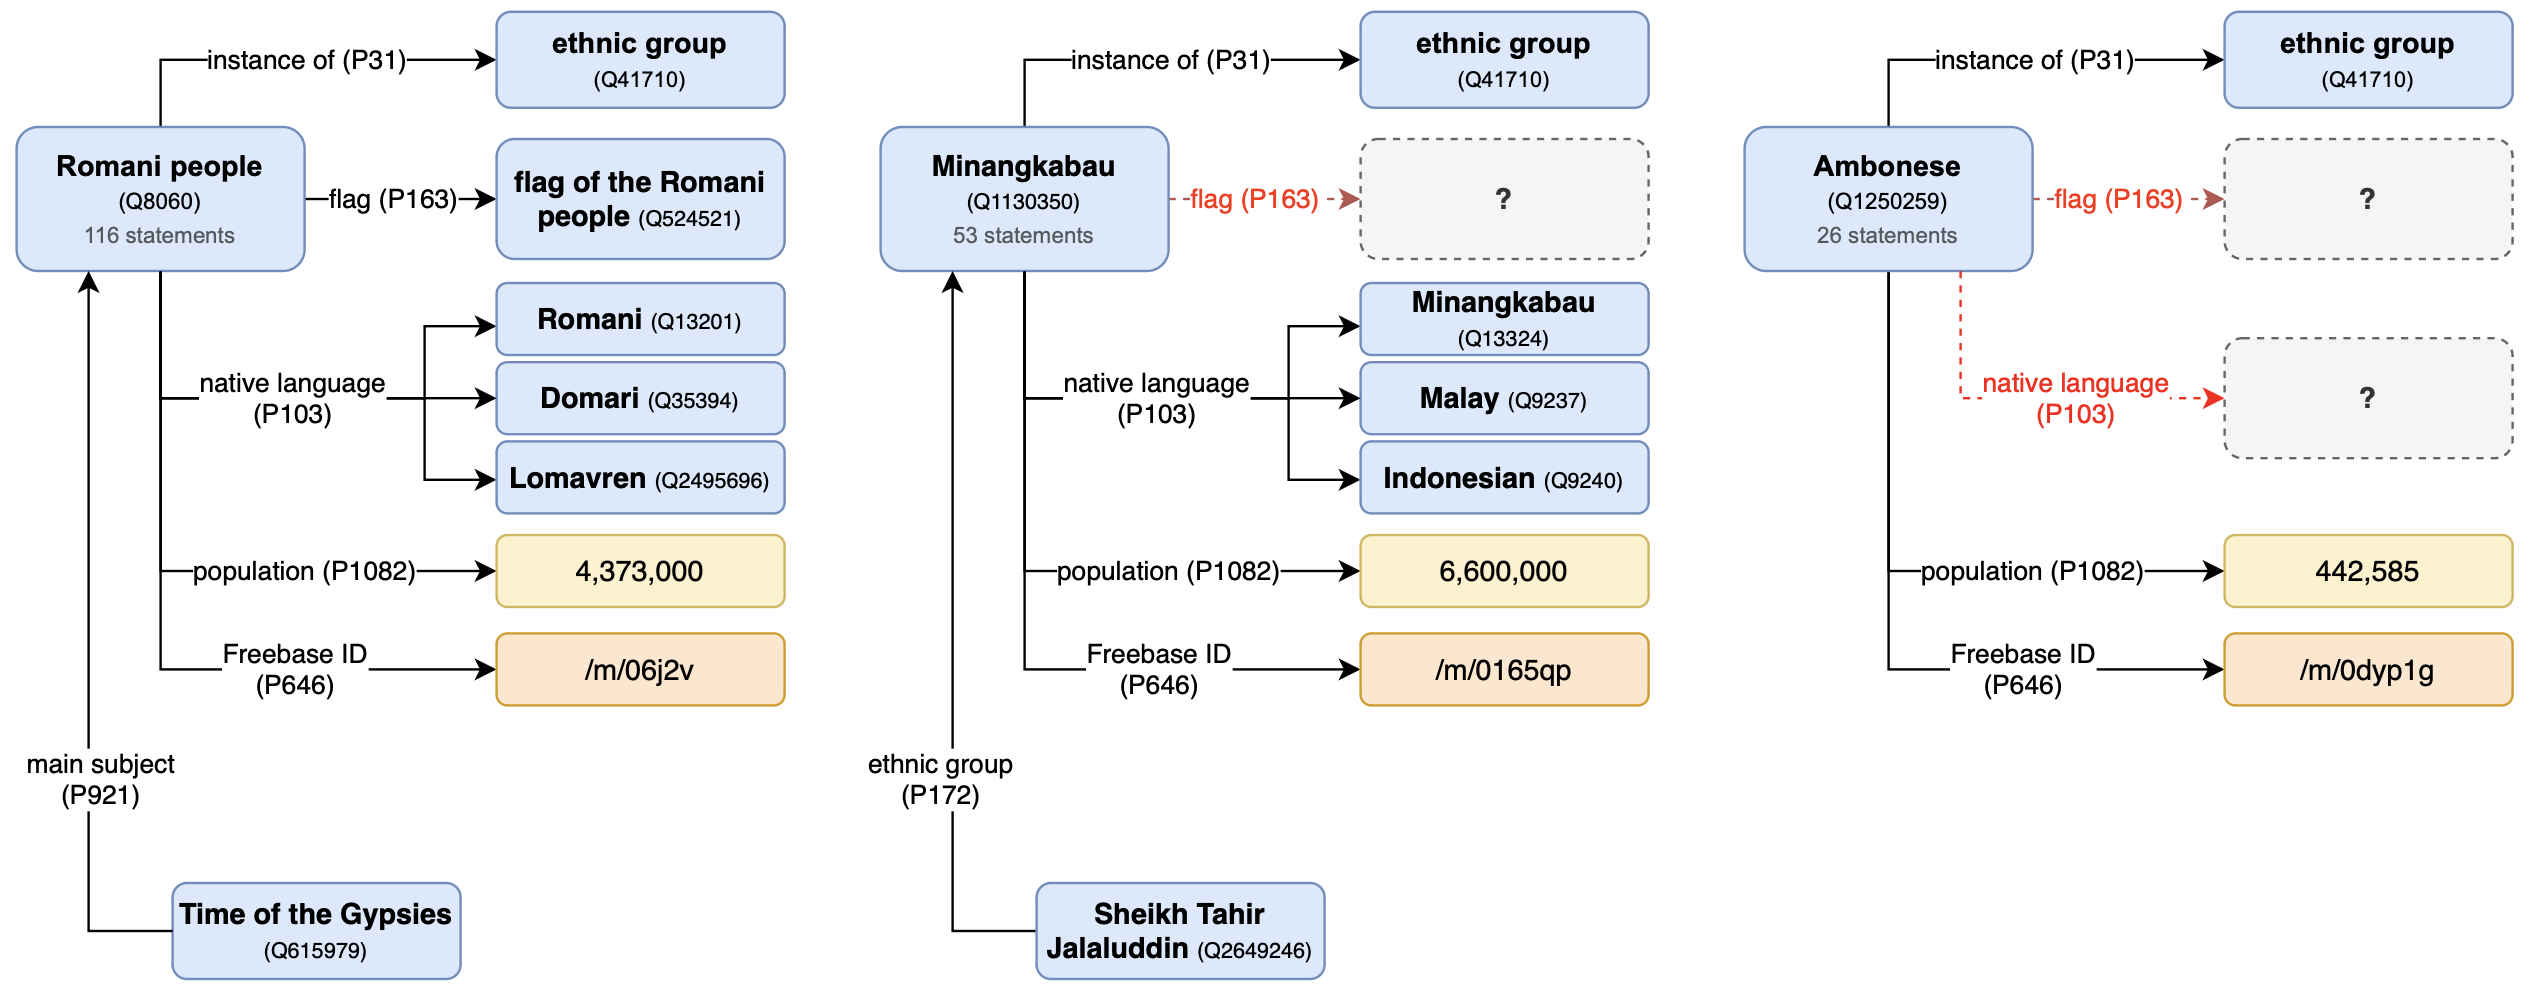 instance of (P31)
ethnic group
(Q41710)
Romani people
(Q8060)
116 statements
flag (P163)
flag of the Romani
people (Q524521)
native language
(P103)
Romani (Q13201)
Domari (Q35394)
Lomavren (Q2495696)
population (P1082)
4,373,000
Freebase ID
(P646)
/m/06j2v
main subject
(P921)
Time of the Gypsies
(Q615979)
instance of (P31)
ethnic group
(Q41710)
Minangkabau
(Q1130350)
53 statements
flag (P163)
?
native language
(P103)
Minangkabau
(Q13324)
Malay (Q9237)
Indonesian (Q9240)
population (P1082)
6,600,000
Freebase ID
(P646)
/m/0165qp
ethnic group
(P172)
Sheikh Tahir
Jalaluddin (Q2649246)
instance of (P31)
ethnic group
(Q41710)
Ambonese
(Q1250259)
26 statements
flag (P163)
?
native language
(P103)
?
population (P1082)
442,585
Freebase ID
(P646)
/m/0dyp1g